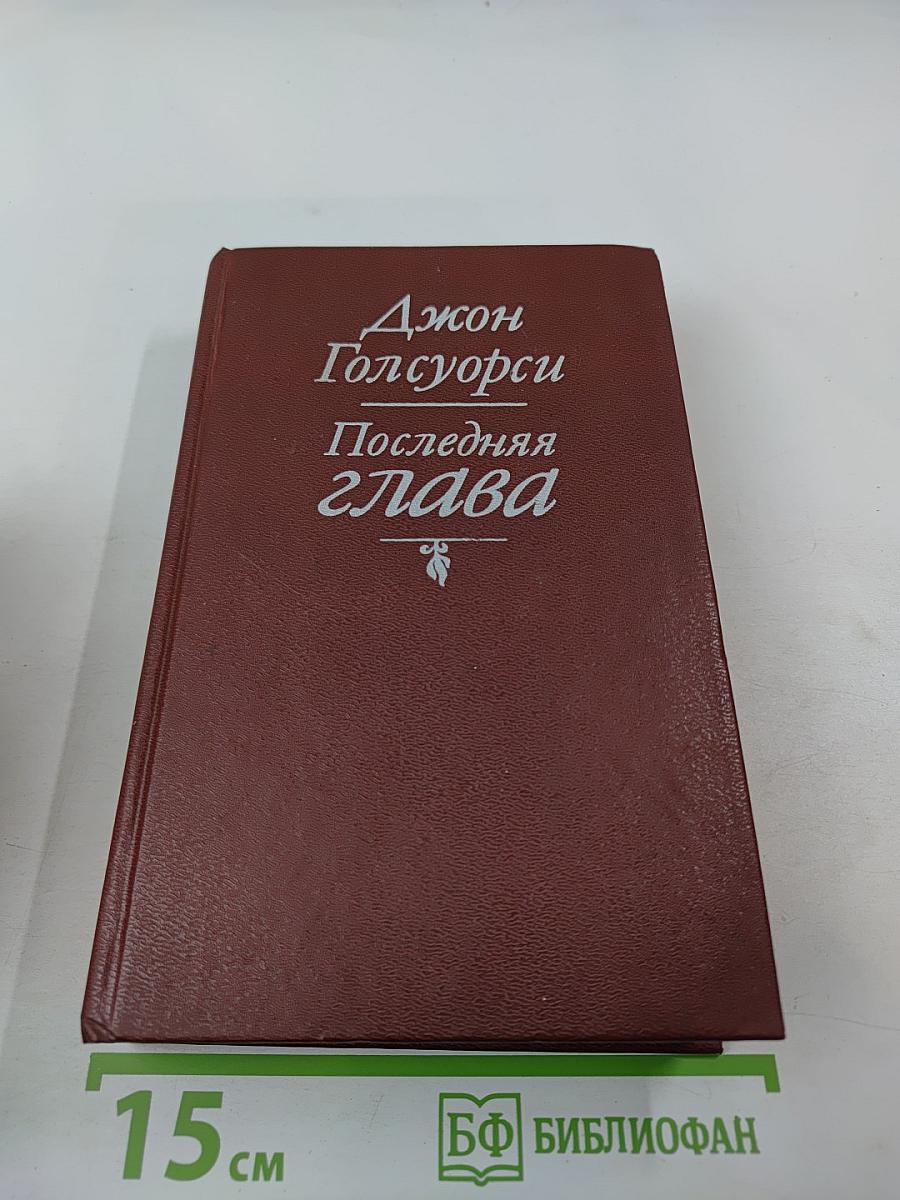 Джон
Голсуорси
Последняя
глава
15 см
БФ БИБЛИОФАН